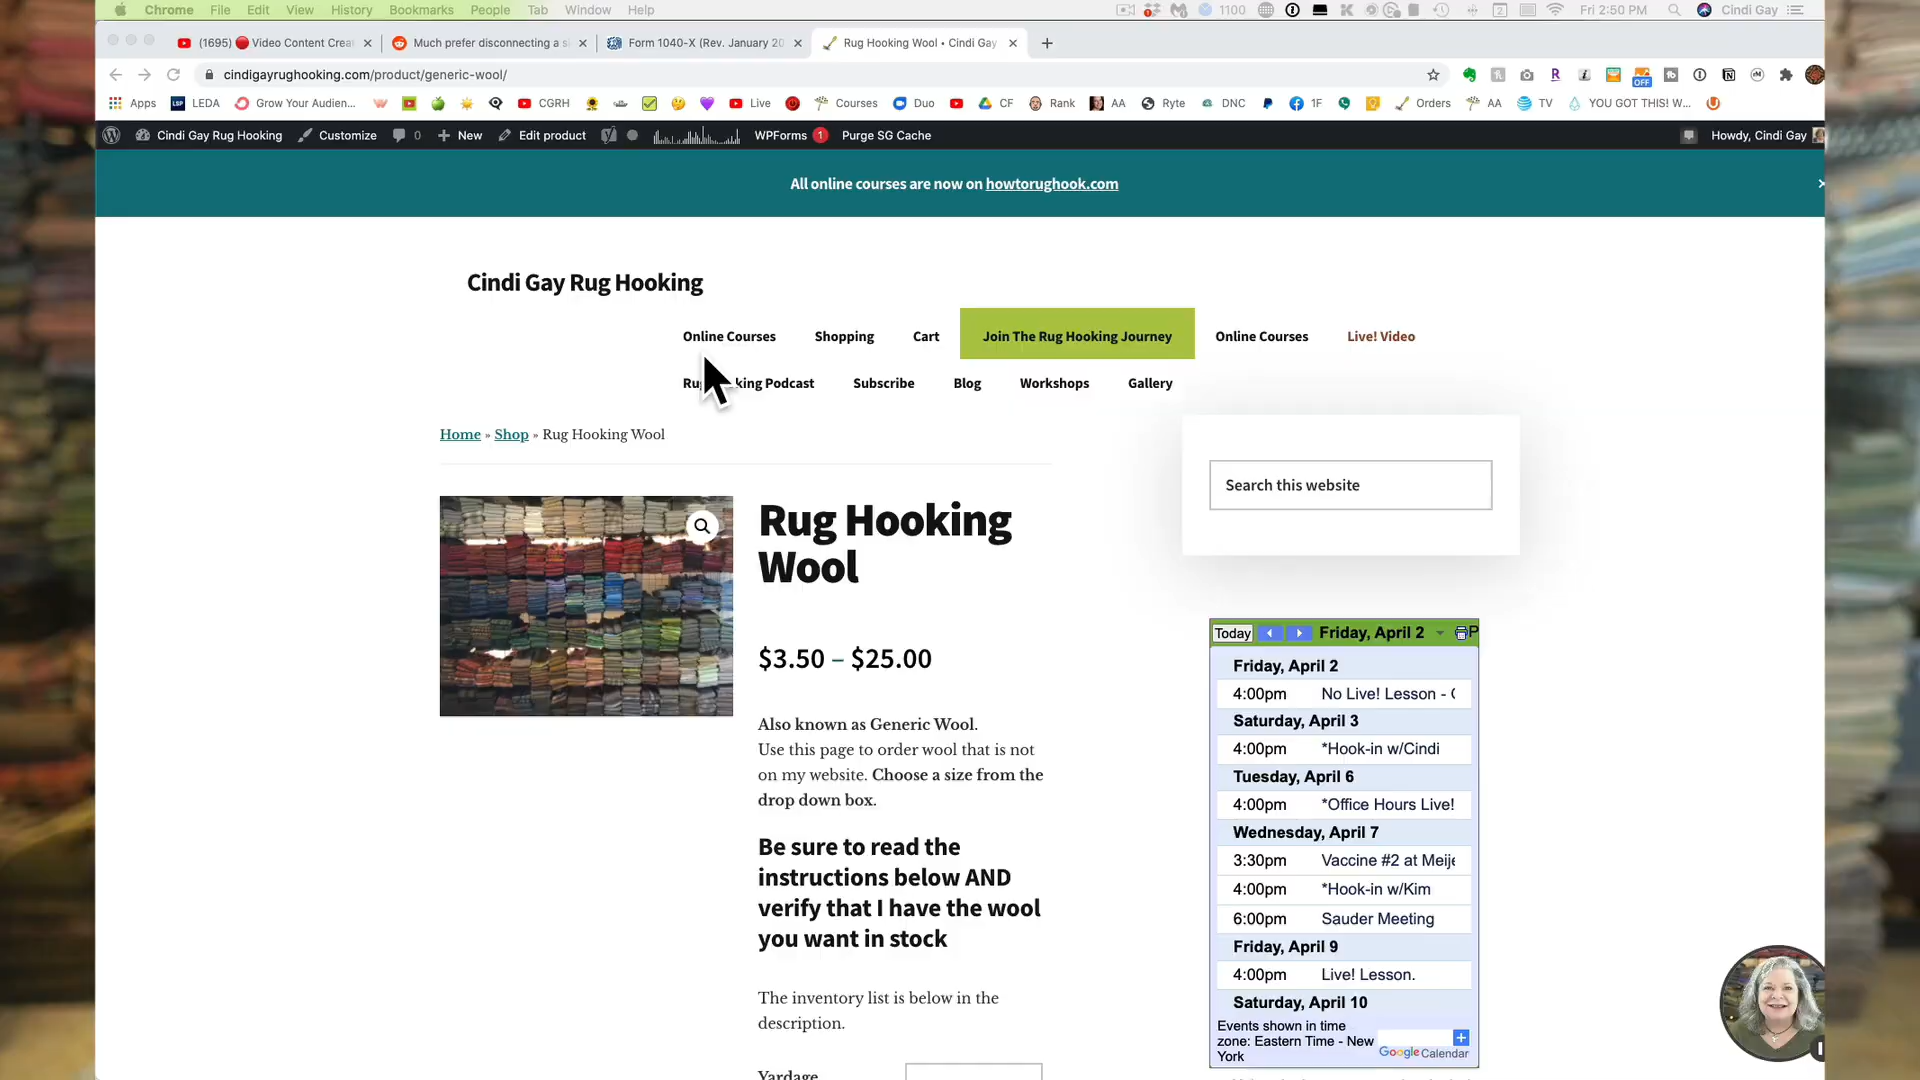 Chrome File Edit View History Bookmarks People Tab Window Help 1100 Fri 2:50 PM Cindi Gay
(1695) Video Content Crea
Much prefer disconnecting a s
Form 1040-X (Rev. January 20
Rug Hooking Wool • Cindi Gay
cindigayrughooking.com/product/generic-wool/
OFF
Apps LEDA Grow Your Audien... CGRH Live Courses Duo CF Rank AA Ryte DNC 1F Orders AA TV YOU GOT THIS! W...
Cindi Gay Rug Hooking Customize 0 New Edit product WPForms 1 Purge SG Cache Howdy, Cindi Gay
All online courses are now on howtorughook.com
Cindi Gay Rug Hooking
Online Courses Shopping Cart Join The Rug Hooking Journey Online Courses Live! Video
king Podcast Subscribe Blog Workshops Gallery
Home » Shop » Rug Hooking Wool
Search this website
Rug Hooking
Wool
$3.50 – $25.00
Also known as Generic Wool.
Use this page to order wool that is not
on my website. Choose a size from the
drop down box.
Be sure to read the
instructions below AND
verify that I have the wool
you want in stock
The inventory list is below in the
description.
Yardage
Today Friday, April 2 P
Friday, April 2
4:00pm No Live! Lesson -
Saturday, April 3
4:00pm *Hook-in w/Cindi
Tuesday, April 6
4:00pm *Office Hours Live!
Wednesday, April 7
3:30pm Vaccine #2 at Meije
4:00pm *Hook-in w/Kim
6:00pm Sauder Meeting
Friday, April 9
4:00pm Live! Lesson.
Saturday, April 10
Events shown in time
zone: Eastern Time - New
York
Google Calendar